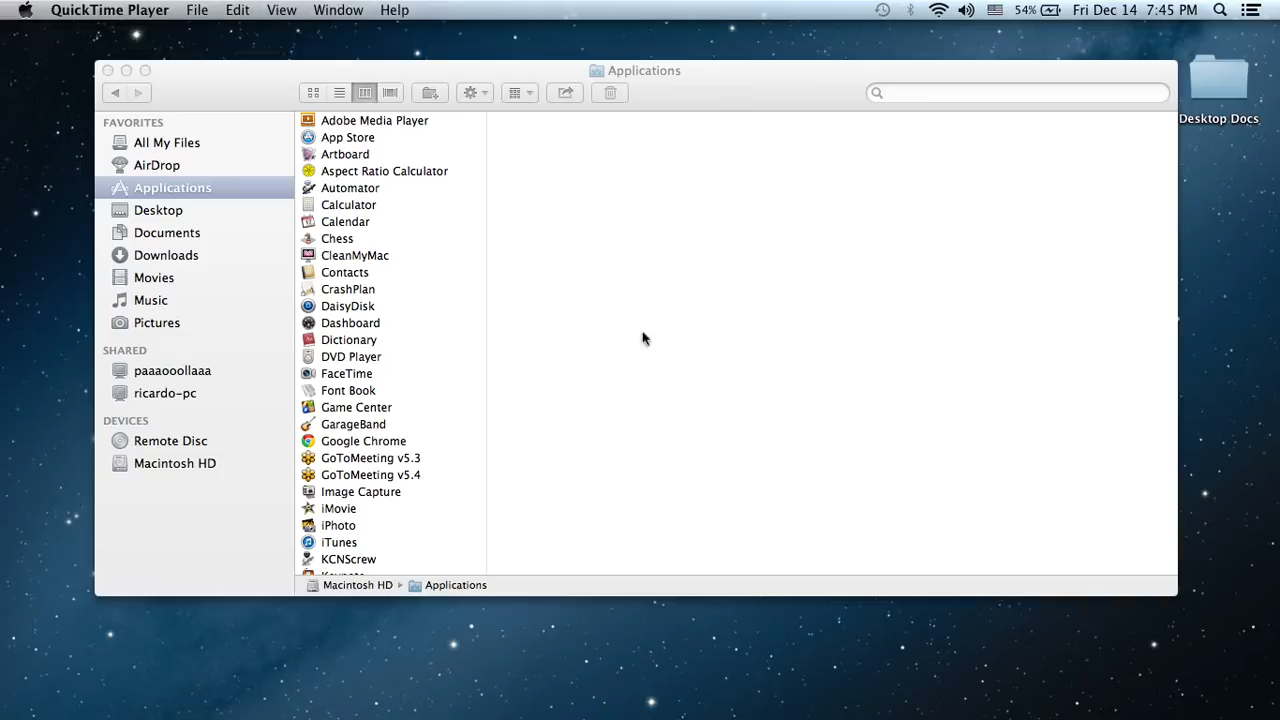 QuickTime Player File Edit View Window Help 54% Fri Dec 14 7:45 PM
Applications
Desktop Docs
FAVORITES
All My Files
AirDrop
Applications
Desktop
Documents
Downloads
Movies
Music
Pictures
SHARED
paaaooollaaa
ricardo-pc
DEVICES
Remote Disc
Macintosh HD
Adobe Media Player
App Store
Artboard
Aspect Ratio Calculator
Automator
Calculator
Calendar
Chess
CleanMyMac
Contacts
CrashPlan
DaisyDisk
Dashboard
Dictionary
DVD Player
FaceTime
Font Book
Game Center
GarageBand
Google Chrome
GoToMeeting v5.3
GoToMeeting v5.4
Image Capture
iMovie
iPhoto
iTunes
KCNScrew
Macintosh HD Applications